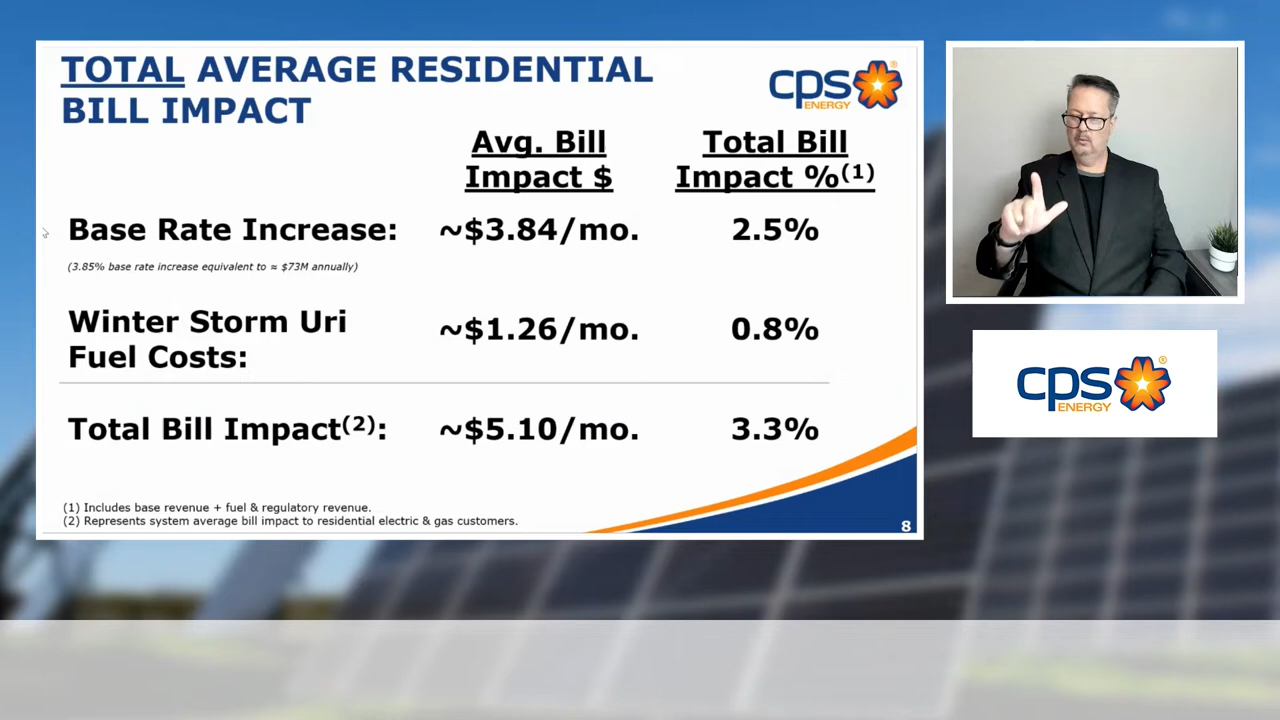 TOTAL AVERAGE RESIDENTIAL
BILL IMPACT
cps®
ENERGY
Avg. Bill
Impact $
Total Bill
Impact %(1)
Base Rate Increase:
~$3.84/mo.
2.5%
(3.85% base rate increase equivalent to ≈ $73M annually)
Winter Storm Uri
Fuel Costs:
~$1.26/mo.
0.8%
Total Bill Impact(2):
~$5.10/mo.
3.3%
(1) Includes base revenue + fuel & regulatory revenue.
(2) Represents system average bill impact to residential electric & gas customers.
8
cps®
ENERGY